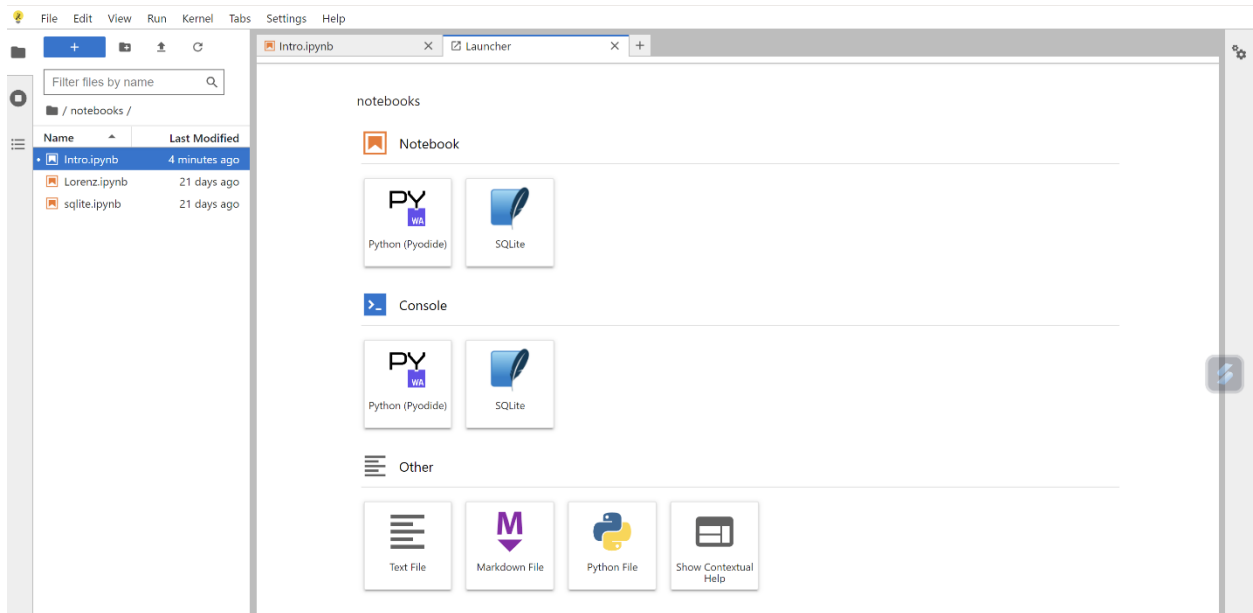 File Edit View Run Kernel Tabs Settings Help
+
Filter files by name
/ notebooks /
Name Last Modified
Intro.ipynb 4 minutes ago
Lorenz.ipynb 21 days ago
sqlite.ipynb 21 days ago
Intro.ipynb × Launcher × +
notebooks
Notebook
PY
WA
Python (Pyodide) SQLite
>_ Console
PY
WA
Python (Pyodide) SQLite
Other
M
Text File Markdown File Python File Show Contextual
Help